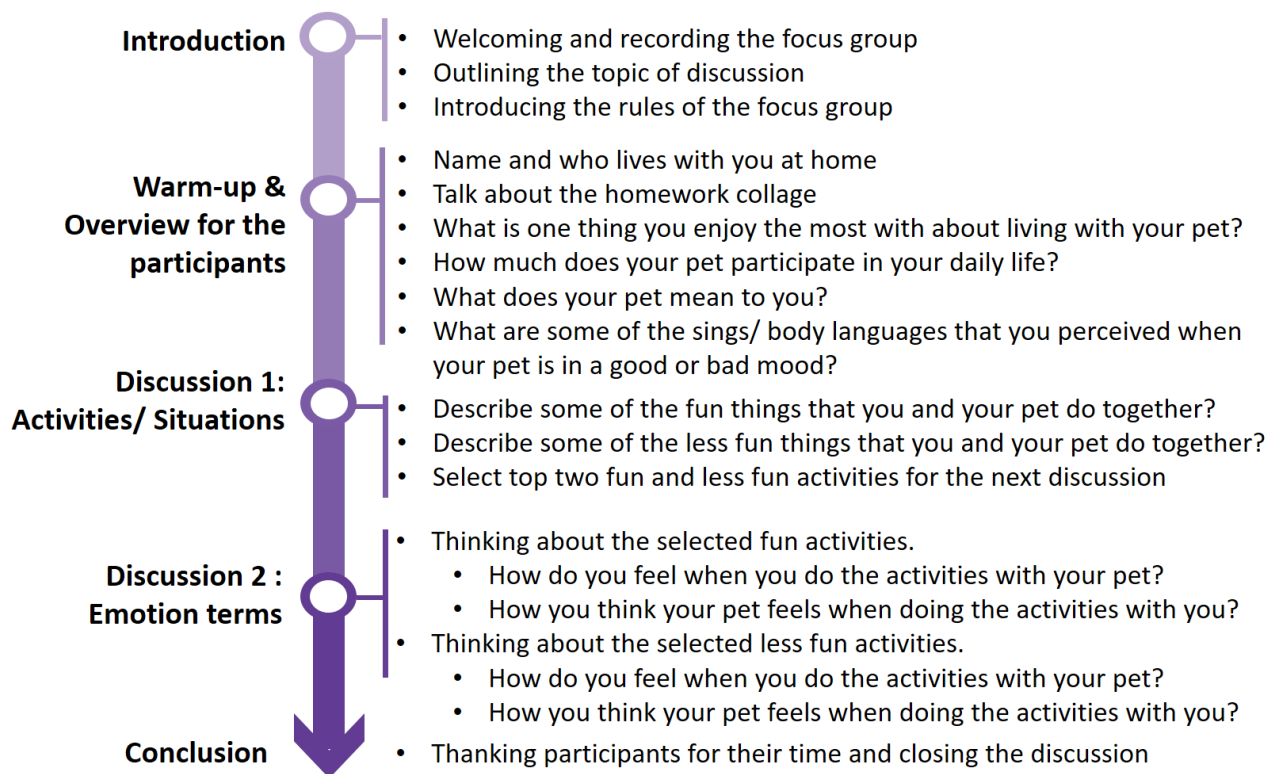 Introduction
• Welcoming and recording the focus group
• Outlining the topic of discussion
• Introducing the rules of the focus group
Warm-up &
Overview for the
participants
• Name and who lives with you at home
• Talk about the homework collage
• What is one thing you enjoy the most with about living with your pet?
• How much does your pet participate in your daily life?
• What does your pet mean to you?
• What are some of the sings/ body languages that you perceived when
your pet is in a good or bad mood?
Discussion 1:
Activities/ Situations
• Describe some of the fun things that you and your pet do together?
• Describe some of the less fun things that you and your pet do together?
• Select top two fun and less fun activities for the next discussion
Discussion 2 :
Emotion terms
• Thinking about the selected fun activities.
• How do you feel when you do the activities with your pet?
• How you think your pet feels when doing the activities with you?
• Thinking about the selected less fun activities.
• How do you feel when you do the activities with your pet?
• How you think your pet feels when doing the activities with you?
Conclusion
• Thanking participants for their time and closing the discussion